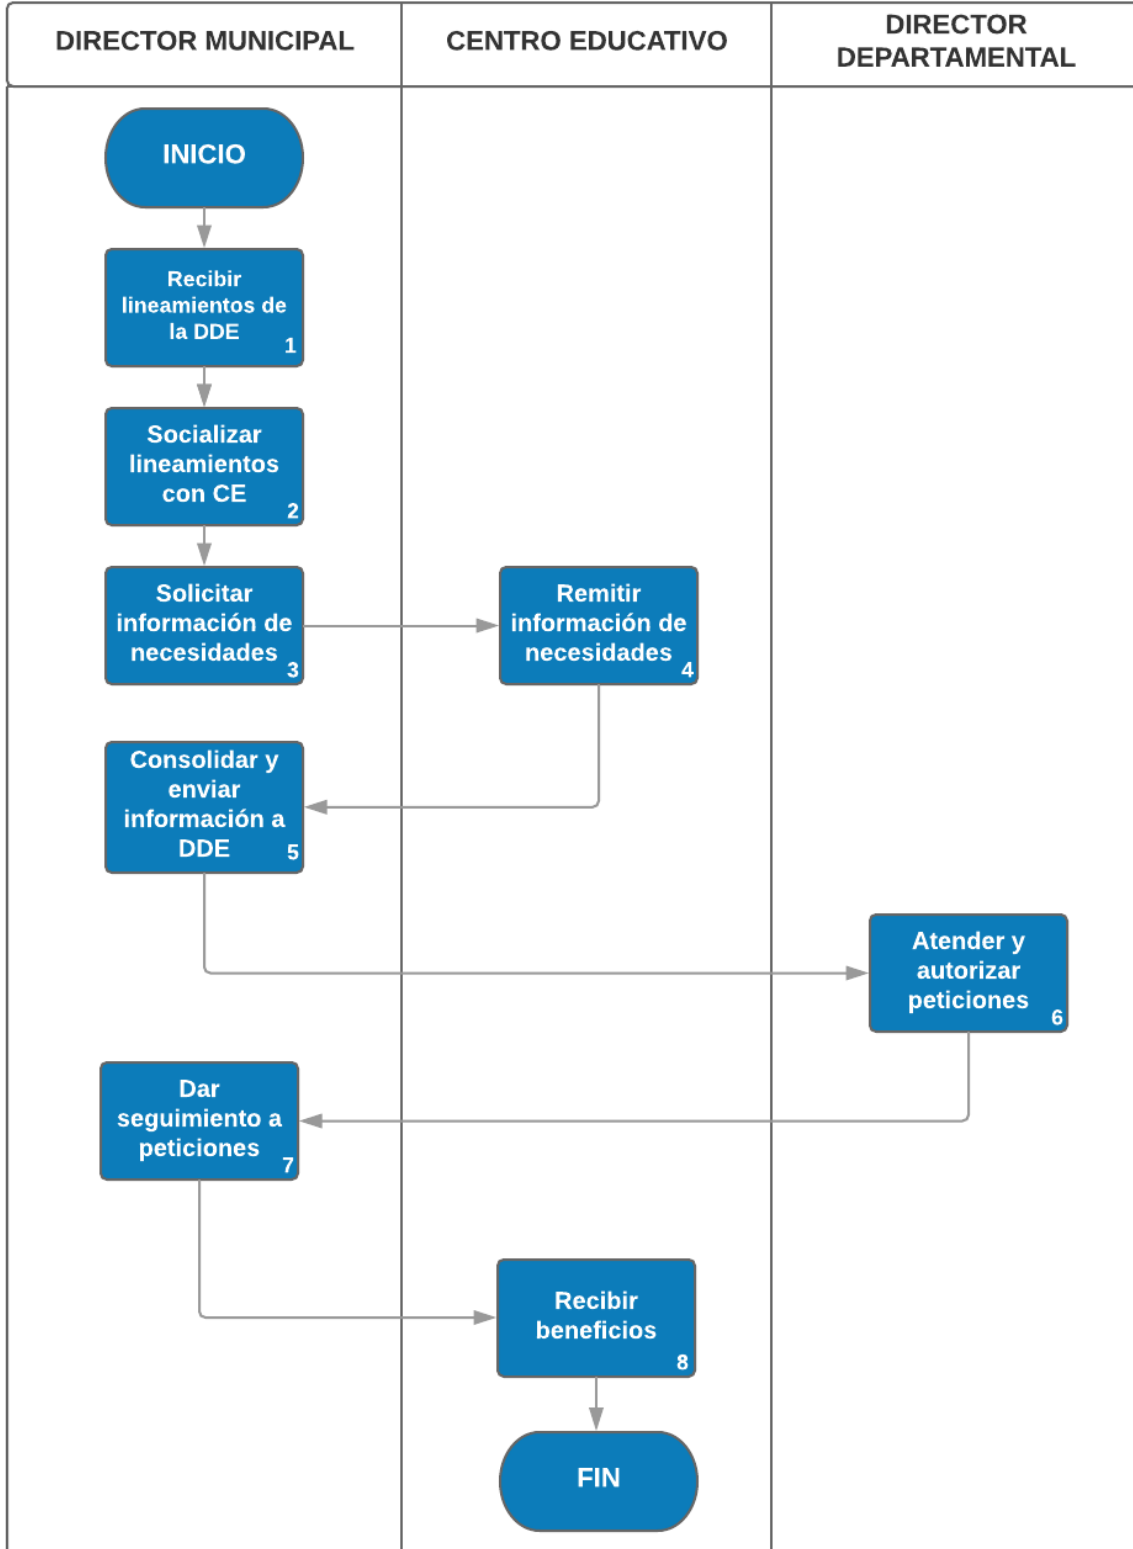 DIRECTOR MUNICIPAL
CENTRO EDUCATIVO
DIRECTOR
DEPARTAMENTAL
INICIO
Recibir
lineamientos de
la DDE
1
Socializar
lineamientos
con CE
2
Solicitar
información de
necesidades
3
Remitir
información de
necesidades
4
Consolidar y
enviar
información a
DDE
5
Atender y
autorizar
peticiones
6
Dar
seguimiento a
peticiones
7
Recibir
beneficios
8
FIN